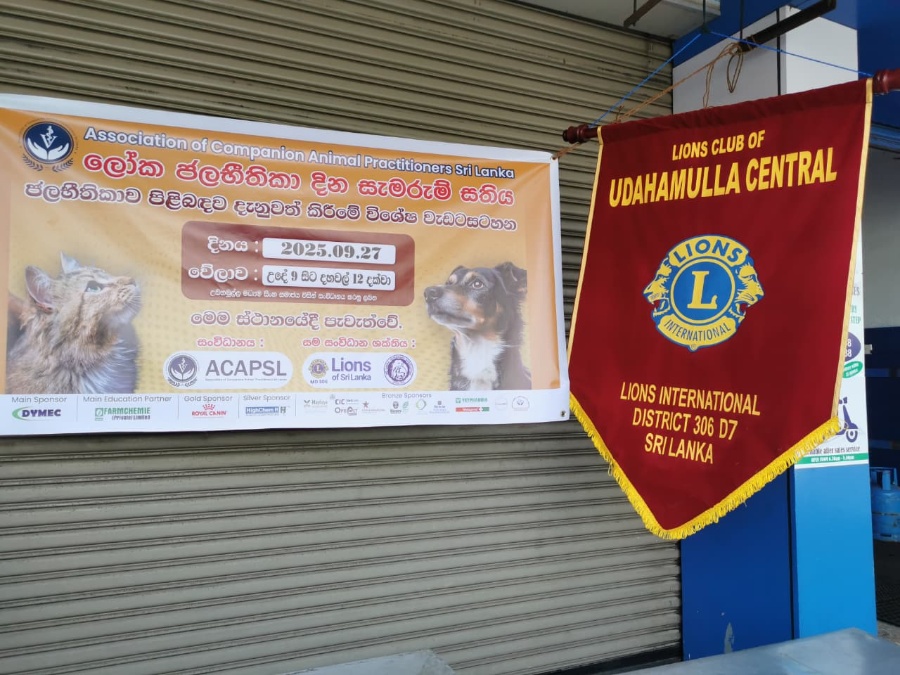 Association of Companion Animal Practitioners Sri Lanka
ලෝක ජලභීතිකා දින සැමරුම් සතිය
ජලභීතිකාව පිළිබඳව දැනුවත් කිරීමේ විශේෂ වැඩසටහන
දිනය : 2025.09.27
වේලාව : උදේ 9 සිට දහවල් 12 දක්වා
මෙම ස්ථානයේදී පැවැත්වේ.
සංවිධානය : සම සංවිධාන ශක්තිය :
ACAPSL
Lions
of Sri Lanka
Main Sponsor
DYMEC
Main Education Partner
FARMCHEMIE
Gold Sponsor
ROYAL CANIN
Silver Sponsor
HighChem
Bronze Sponsors
LIONS CLUB OF
UDAHAMULLA CENTRAL
LIONS
L
INTERNATIONAL
LIONS INTERNATIONAL
DISTRICT 306 D7
SRI LANKA